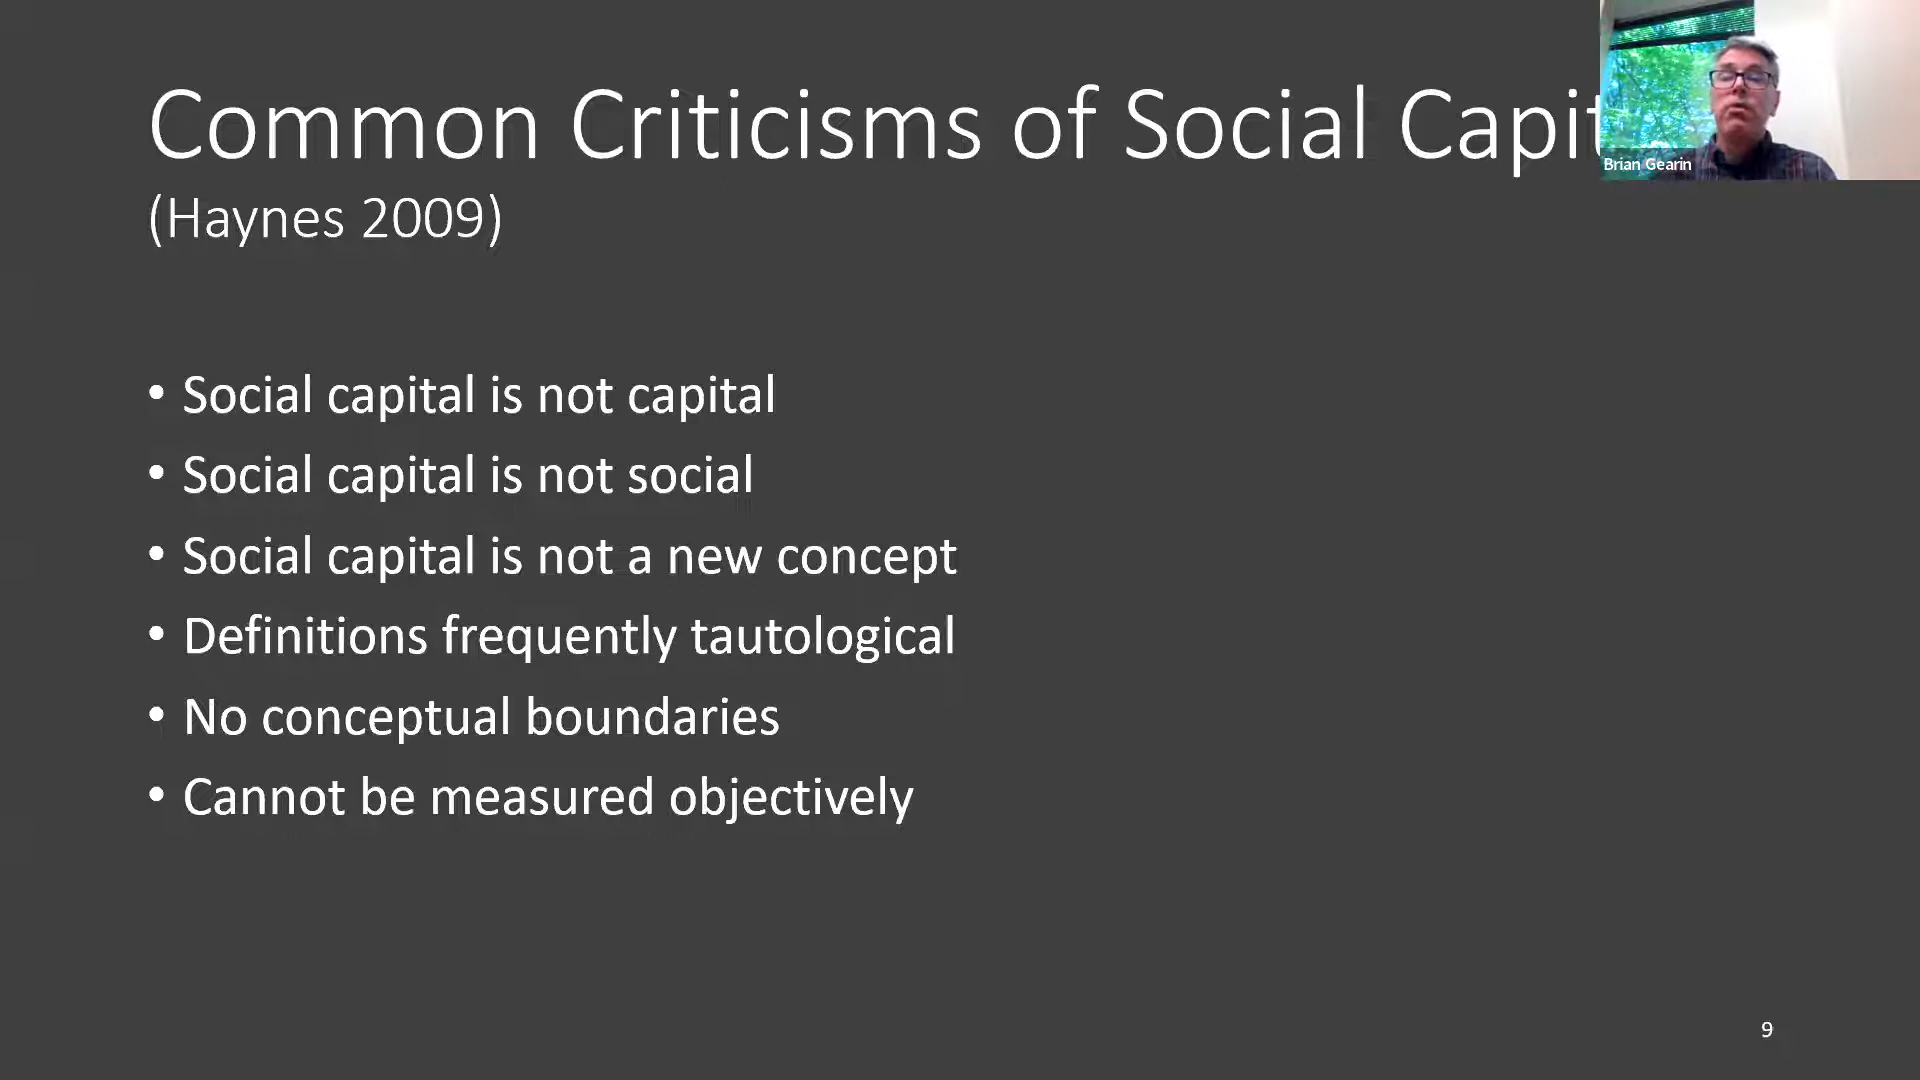 Common Criticisms of Social Capit
(Haynes 2009)
Brian Gearin
• Social capital is not capital
• Social capital is not social
• Social capital is not a new concept
• Definitions frequently tautological
• No conceptual boundaries
• Cannot be measured objectively
9